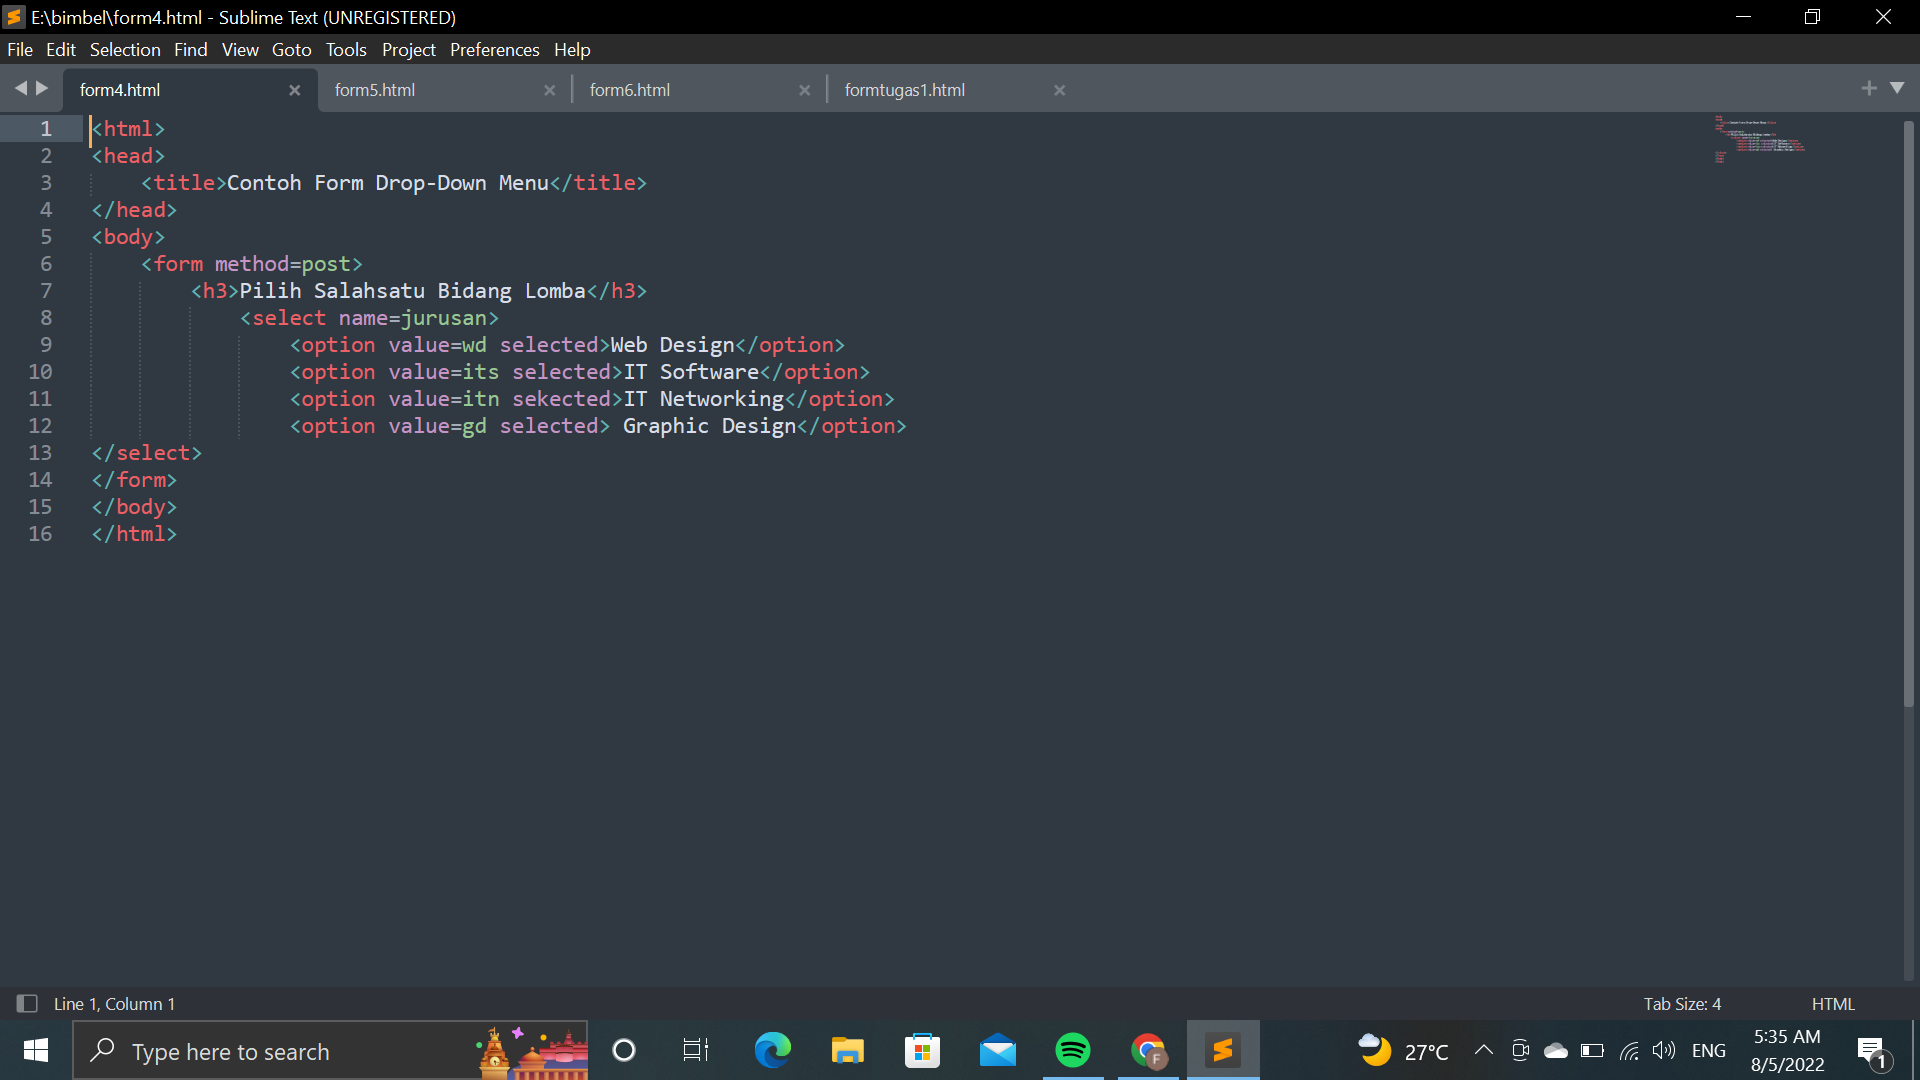 E:\bimbel\form4.html - Sublime Text (UNREGISTERED)
File Edit Selection Find View Goto Tools Project Preferences Help
form4.html form5.html form6.html formtugas1.html
1 <html>
2 <head>
3 <title>Contoh Form Drop-Down Menu</title>
4 </head>
5 <body>
6 <form method=post>
7 <h3>Pilih Salahsatu Bidang Lomba</h3>
8 <select name=jurusan>
9 <option value=wd selected>Web Design</option>
10 <option value=its selected>IT Software</option>
11 <option value=itn sekected>IT Networking</option>
12 <option value=gd selected> Graphic Design</option>
13 </select>
14 </form>
15 </body>
16 </html>
Line 1, Column 1 Tab Size: 4 HTML
Type here to search
F
27°C ENG
5:35 AM
8/5/2022
1